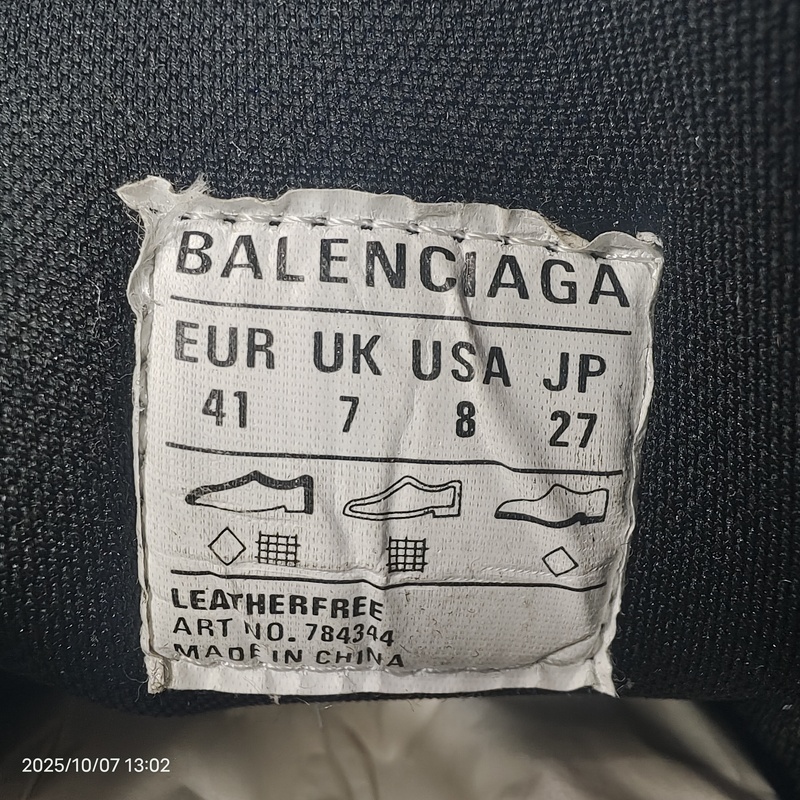 BALENCIAGA
EUR UK USA JP
41 7 8 27
LEATHERFREE
ART NO. 784344
MADE IN CHINA
2025/10/07 13:02